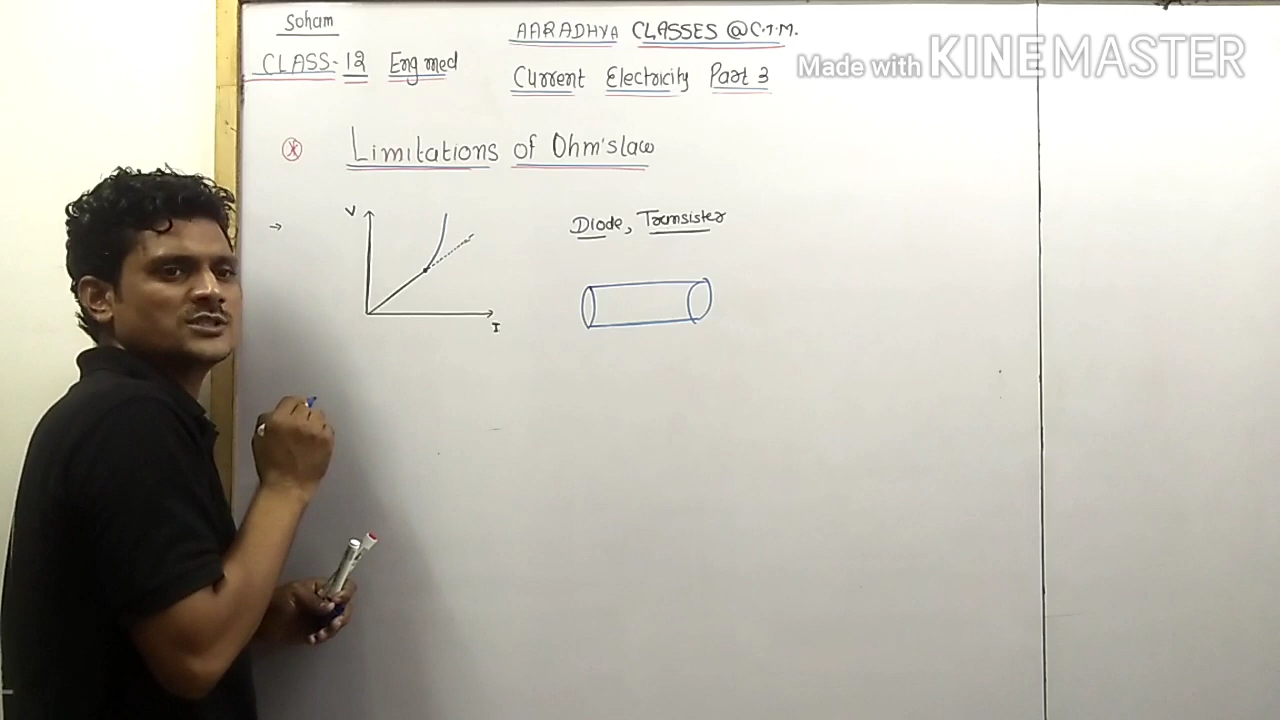 Soham
AARADHYA CLASSES @C.T.M.
Made with KINEMASTER
CLASS-12 Eng med
Current Electricity Part 3
Limitations of Ohm'slaw
V
Diode, Transister
I